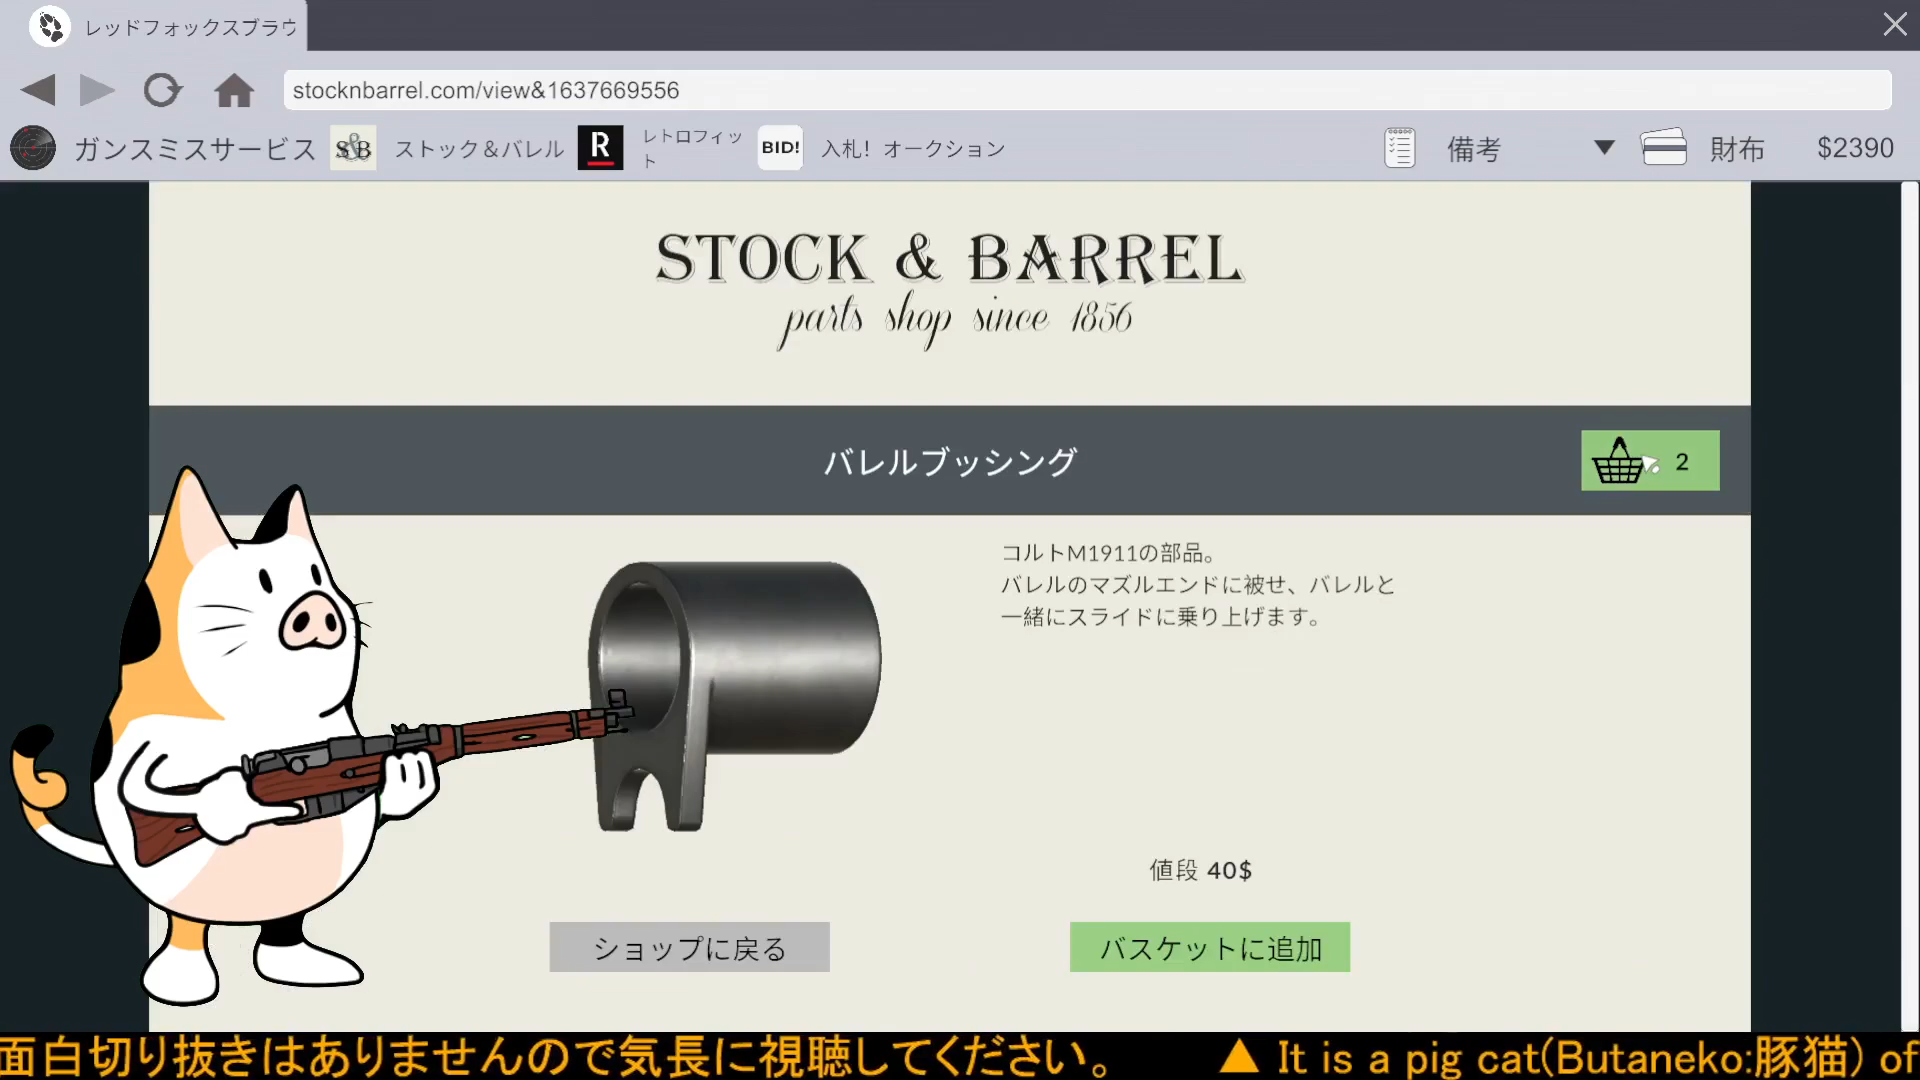 レッドフォックスブラウ
stocknbarrel.com/view&1637669556
ガンスミスサービス
S&B
ストック＆バレル
R
レトロフィッ
ト
BID!
入札！オークション
備考
財布
$2390
STOCK & BARREL
parts shop since 1856
バレルブッシング
2
コルトM1911の部品。
バレルのマズルエンドに被せ、バレルと
一緒にスライドに乗り上げます。
値段 40$
ショップに戻る
バスケットに追加
面白切り抜きはありませんので気長に視聴してください。 ▲ It is a pig cat(Butaneko:豚猫) of